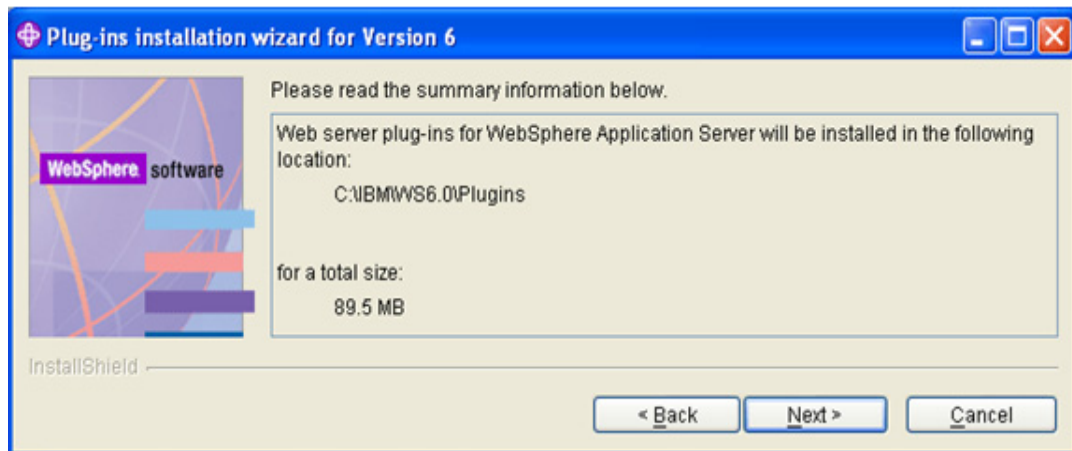 Plug-ins installation wizard for Version 6
Please read the summary information below.
Web server plug-ins for WebSphere Application Server will be installed in the following
location:
C:\IBM\WS6.0\Plugins
for a total size:
89.5 MB
WebSphere. software
InstallShield
< Back
Next >
Cancel